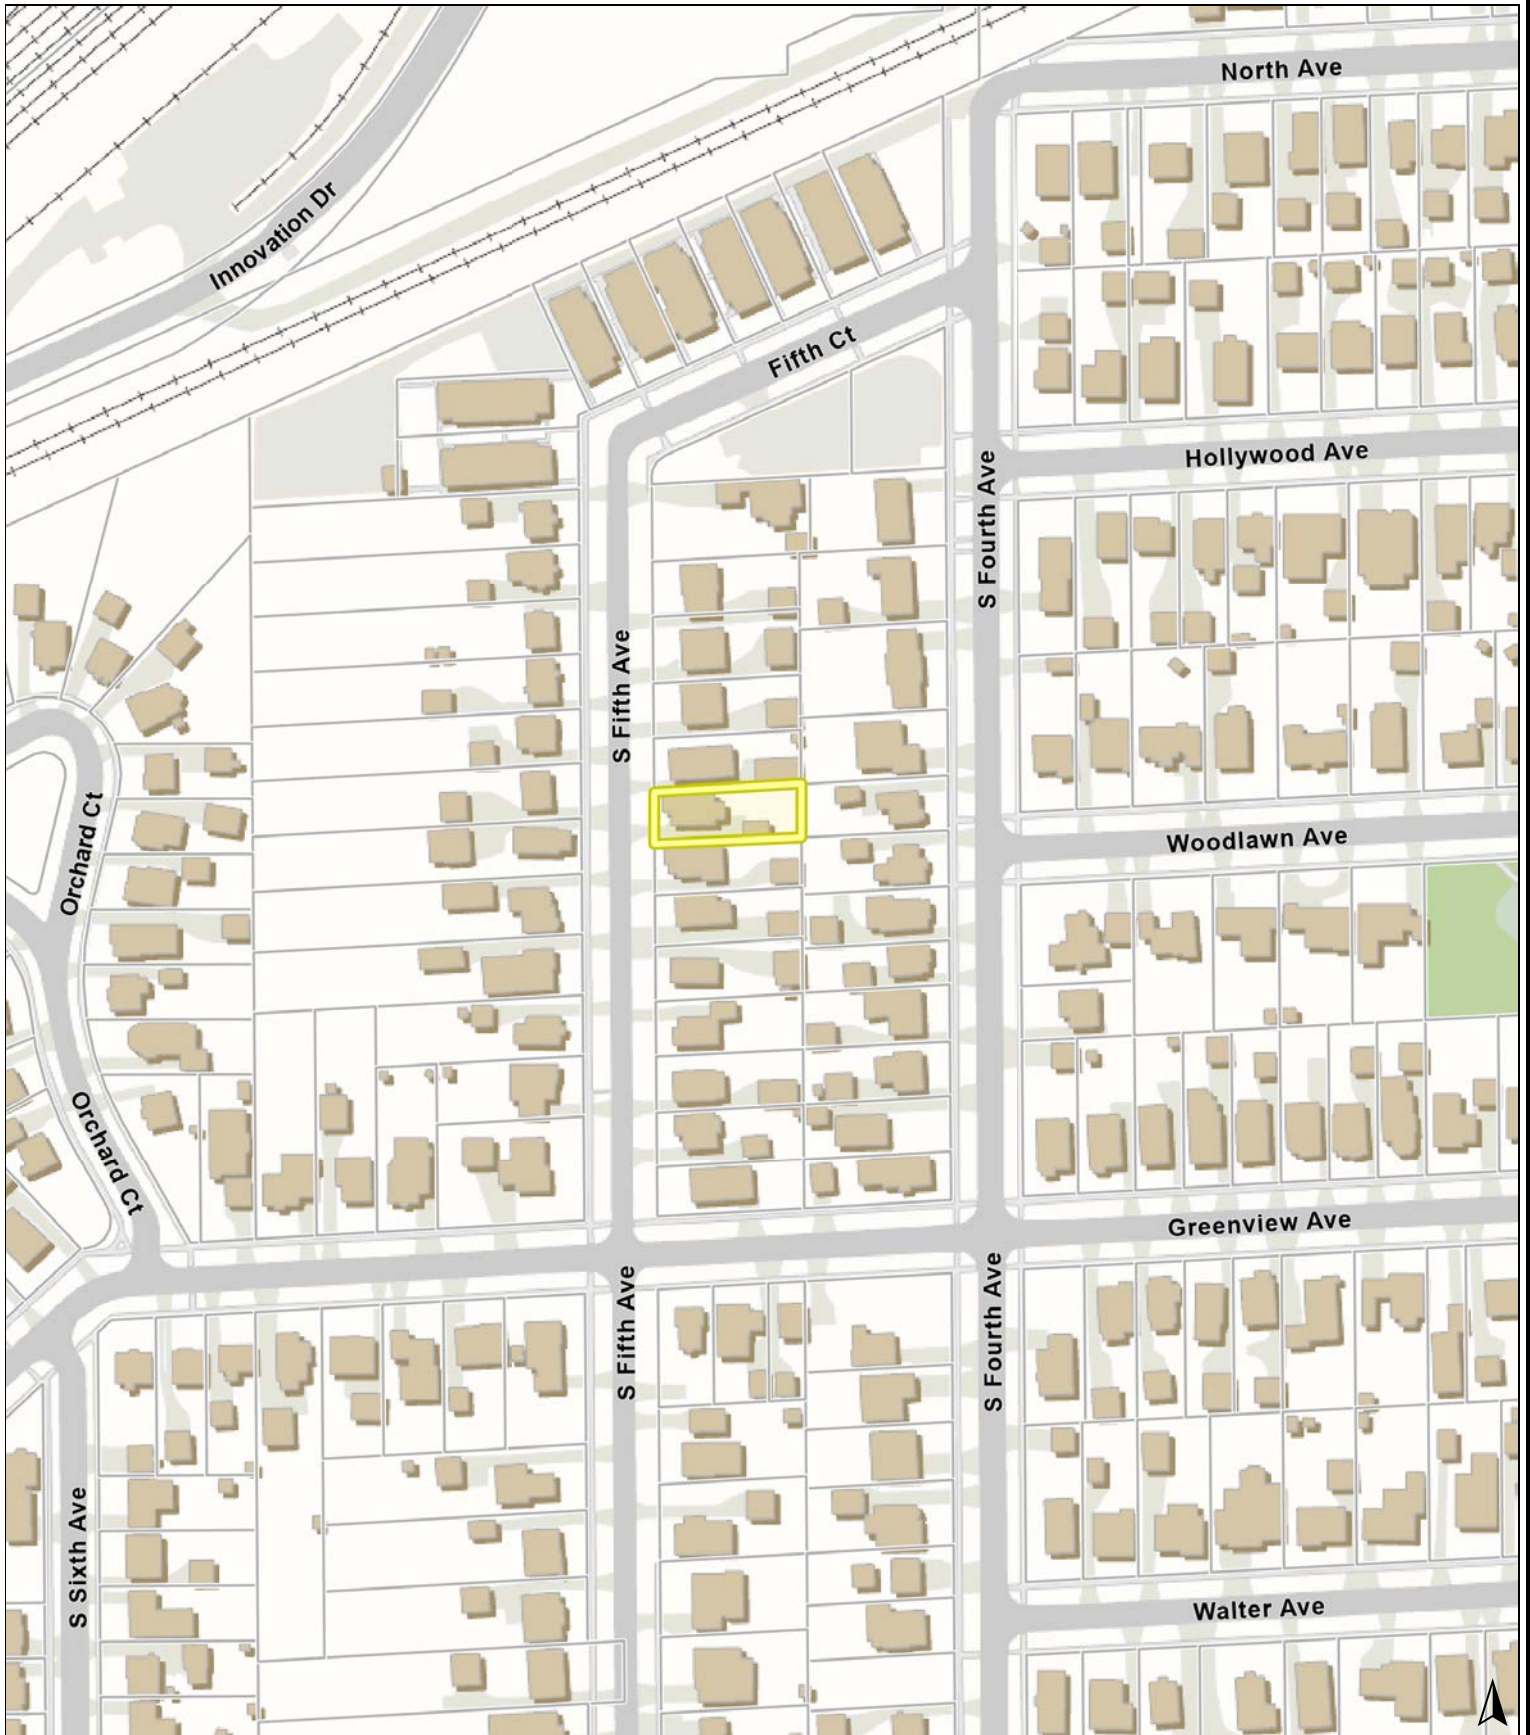 North Ave
Innovation Dr
Fifth Ct
Hollywood Ave
S Fourth Ave
S Fifth Ave
Orchard Ct
Woodlawn Ave
Orchard Ct
Greenview Ave
S Fifth Ave
S Fourth Ave
S Sixth Ave
Walter Ave